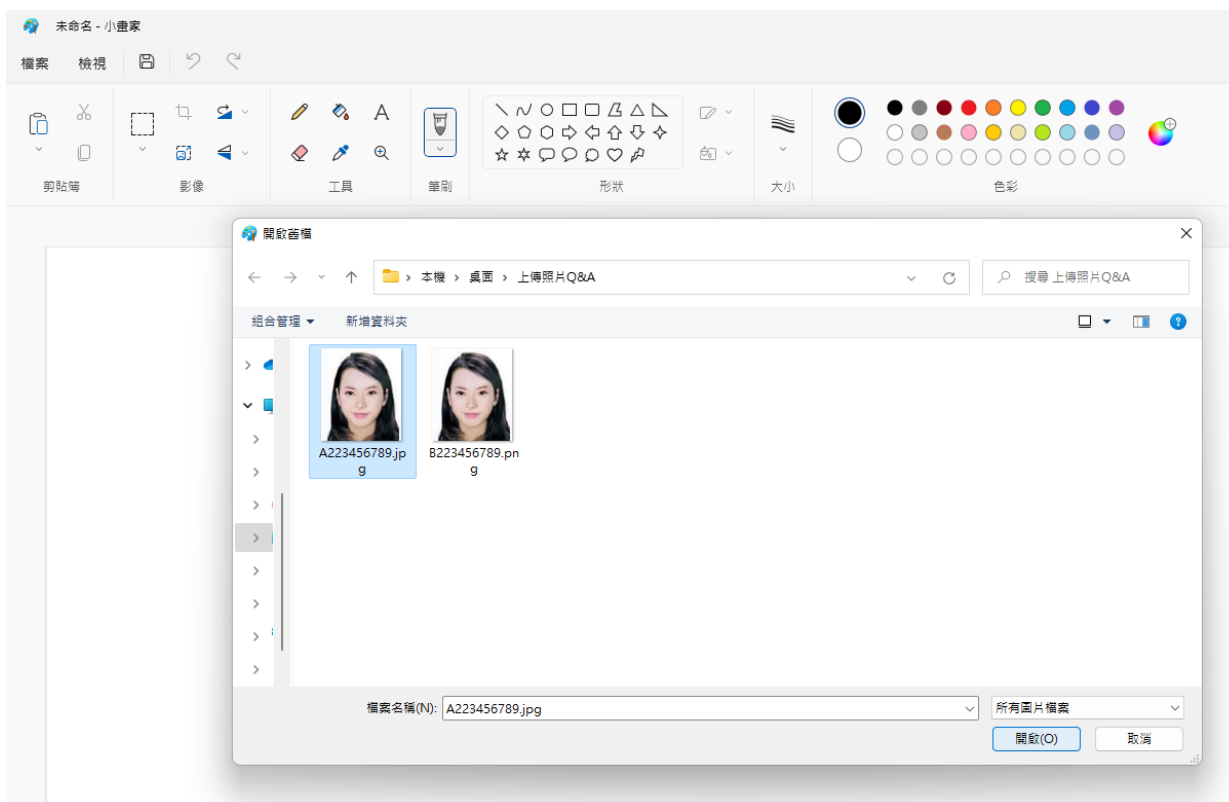 未命名 - 小畫家
檔案 檢視
A
剪貼簿 影像 工具 筆刷 形狀 大小 色彩
開啟舊檔
本機 › 桌面 › 上傳照片Q&A
搜尋 上傳照片Q&A
組合管理 新增資料夾
?
A223456789.jp
g
B223456789.pn
g
檔案名稱(N): A223456789.jpg
所有圖片檔案
開啟(O) 取消